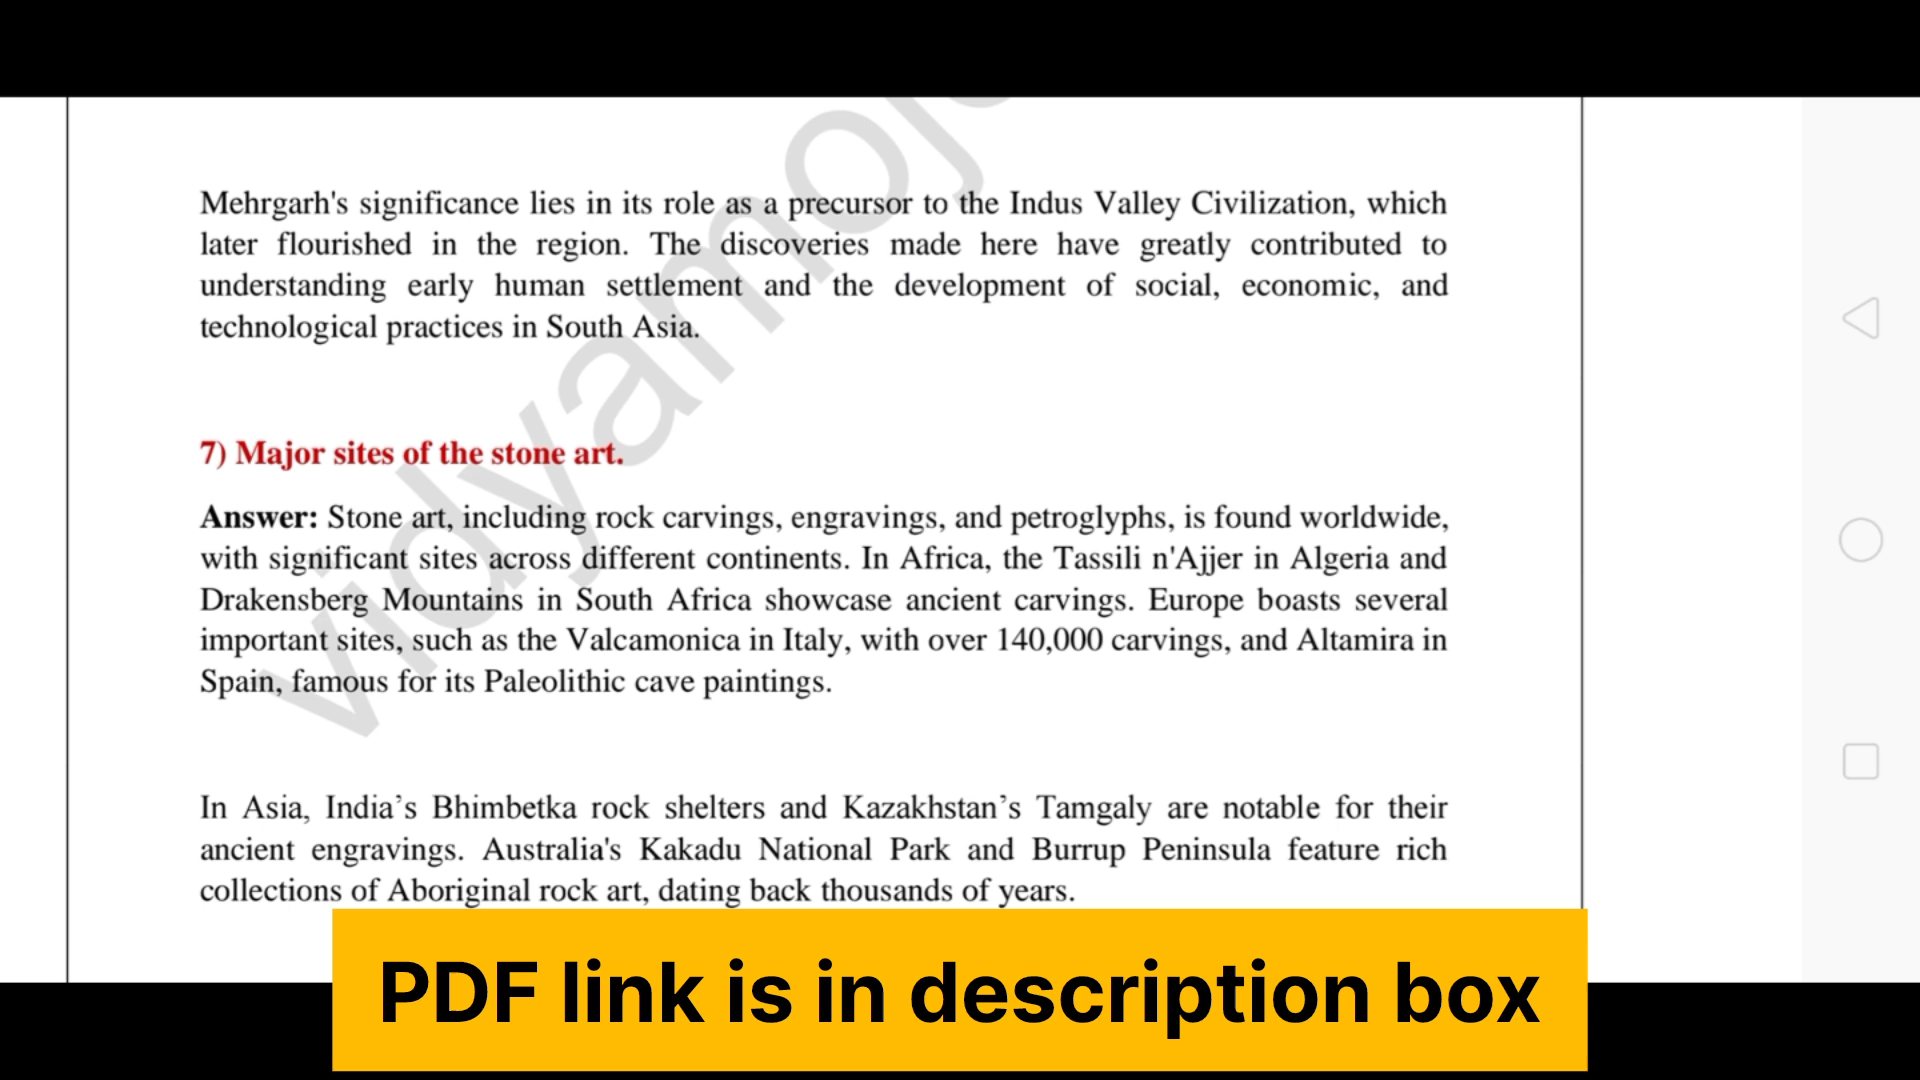 Mehrgarh's significance lies in its role as a precursor to the Indus Valley Civilization, which
later flourished in the region. The discoveries made here have greatly contributed to
understanding early human settlement and the development of social, economic, and
technological practices in South Asia.
7) Major sites of the stone art.
Answer: Stone art, including rock carvings, engravings, and petroglyphs, is found worldwide,
with significant sites across different continents. In Africa, the Tassili n'Ajjer in Algeria and
Drakensberg Mountains in South Africa showcase ancient carvings. Europe boasts several
important sites, such as the Valcamonica in Italy, with over 140,000 carvings, and Altamira in
Spain, famous for its Paleolithic cave paintings.
In Asia, India’s Bhimbetka rock shelters and Kazakhstan’s Tamgaly are notable for their
ancient engravings. Australia's Kakadu National Park and Burrup Peninsula feature rich
collections of Aboriginal rock art, dating back thousands of years.
PDF link is in description box